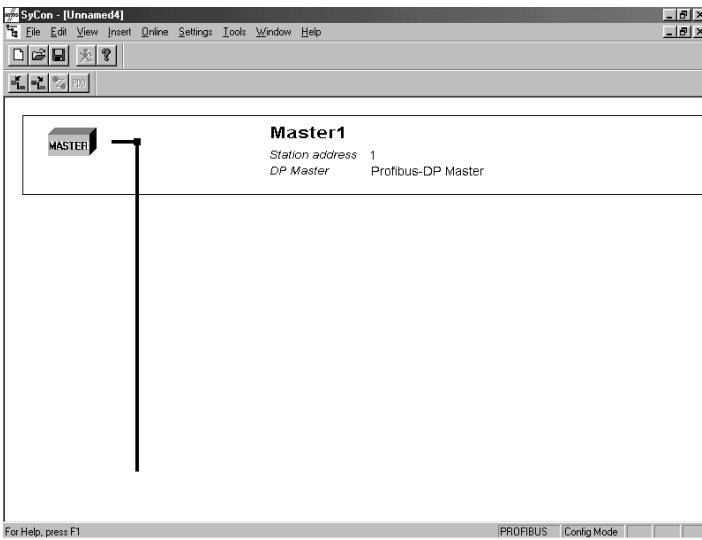 SyCon - [Unnamed4]
File Edit View Insert Online Settings Tools Window Help
PDO
MASTER
Master1
Station address 1
DP Master Profibus-DP Master
For Help, press F1 PROFIBUS Config Mode